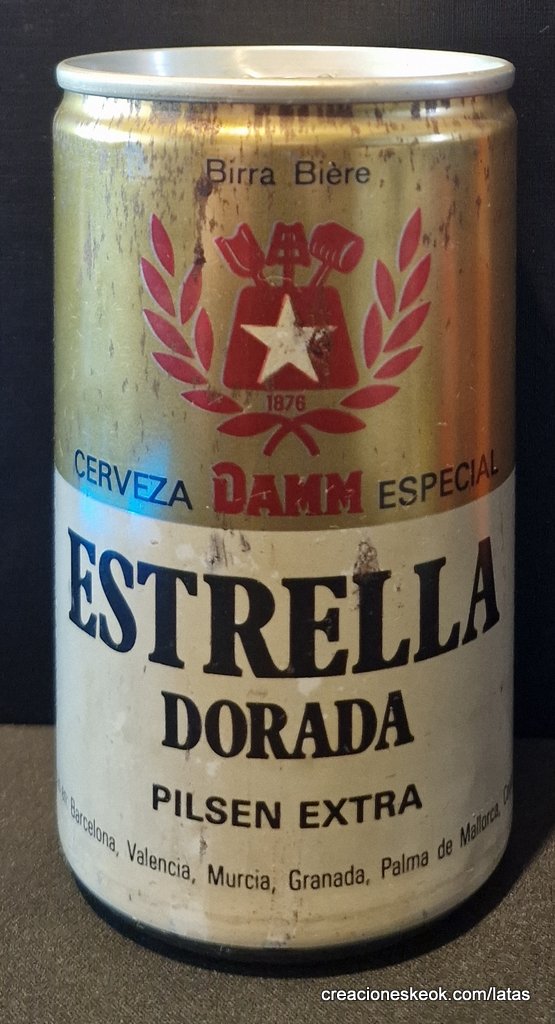 Birra Bière
1876
CERVEZA DAMM ESPECIAL
ESTRELLA
DORADA
PILSEN EXTRA
Barcelona, Valencia, Murcia, Granada, Palma de Mallorca,
creacioneskeok.com/latas